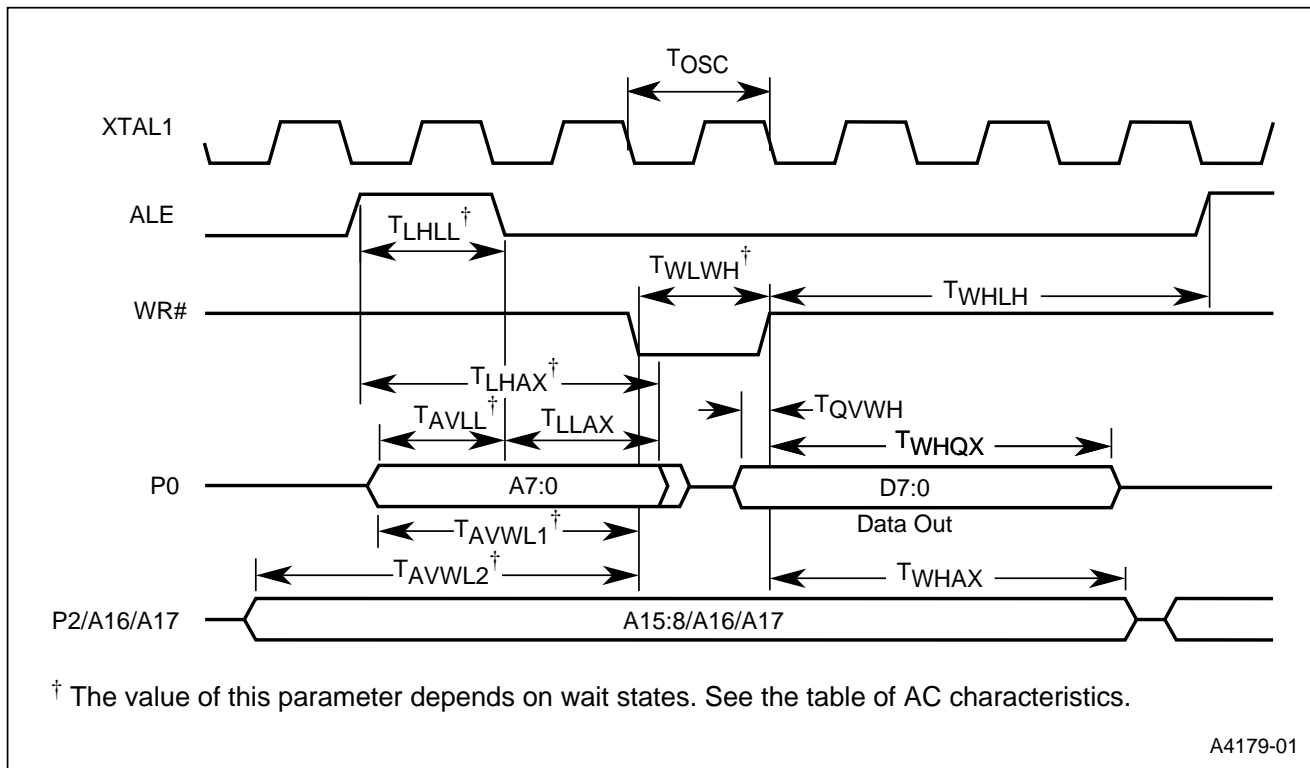 TOSC
XTAL1
ALE
TLHLL†
TWLWH†
TWHLH
WR#
TLHAX†
TAVLL†
TLLAX
TQVWH
TWHQX
P0
A7:0
D7:0
Data Out
TAVWL1†
TAVWL2†
TWHAX
P2/A16/A17
A15:8/A16/A17
† The value of this parameter depends on wait states. See the table of AC characteristics.
A4179-01